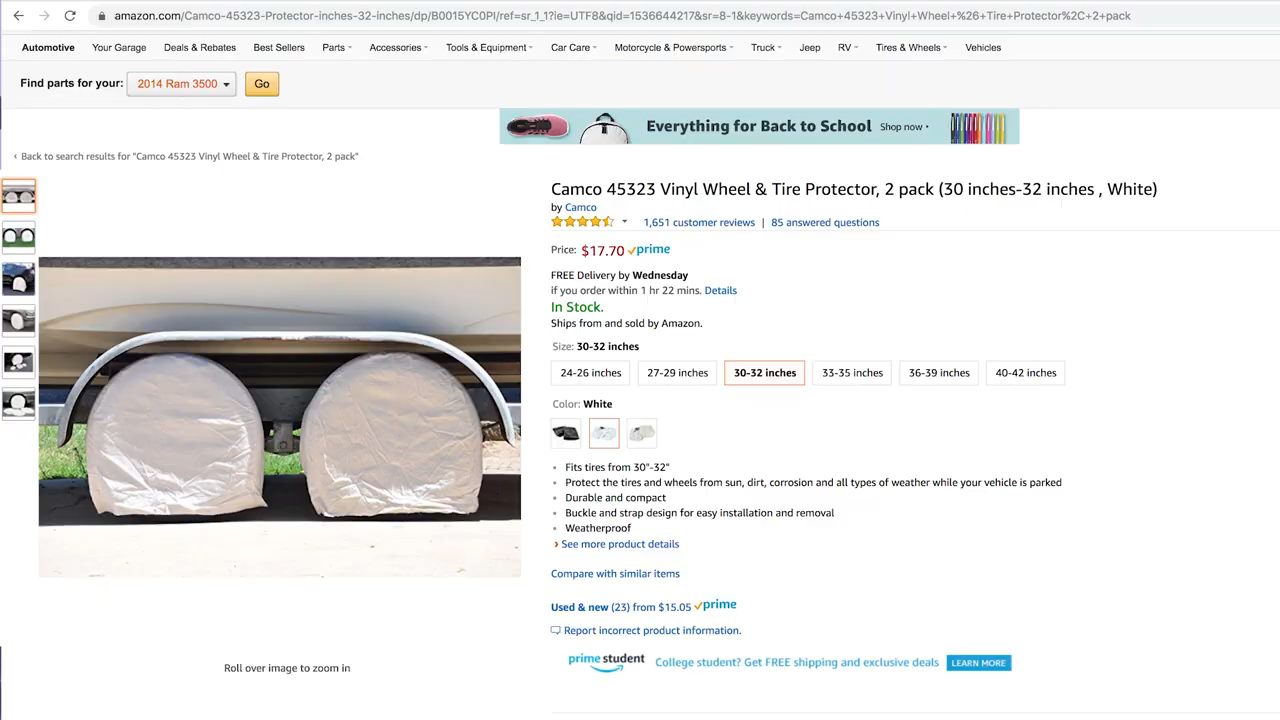 amazon.com/Camco-45323-Protector-inches-32-inches/dp/B0015YC0PI/ref=sr_1_1?ie=UTF8&qid=1536644217&sr=8-1&keywords=Camco+45323+Vinyl+Wheel+%26+Tire+Protector%2C+2+pack
Automotive Your Garage Deals & Rebates Best Sellers Parts Accessories Tools & Equipment Car Care Motorcycle & Powersports Truck Jeep RV Tires & Wheels Vehicles
Find parts for your: 2014 Ram 3500 Go
Everything for Back to School Shop now
‹ Back to search results for "Camco 45323 Vinyl Wheel & Tire Protector, 2 pack"
Camco 45323 Vinyl Wheel & Tire Protector, 2 pack (30 inches-32 inches , White)
by Camco
1,651 customer reviews | 85 answered questions
Price: $17.70 prime
FREE Delivery by Wednesday
if you order within 1 hr 22 mins. Details
In Stock.
Ships from and sold by Amazon.
Size: 30-32 inches
24-26 inches 27-29 inches 30-32 inches 33-35 inches 36-39 inches 40-42 inches
Color: White
• Fits tires from 30"-32"
• Protect the tires and wheels from sun, dirt, corrosion and all types of weather while your vehicle is parked
• Durable and compact
• Buckle and strap design for easy installation and removal
• Weatherproof
› See more product details
Compare with similar items
Used & new (23) from $15.05 prime
Report incorrect product information.
Roll over image to zoom in
prime student College student? Get FREE shipping and exclusive deals LEARN MORE